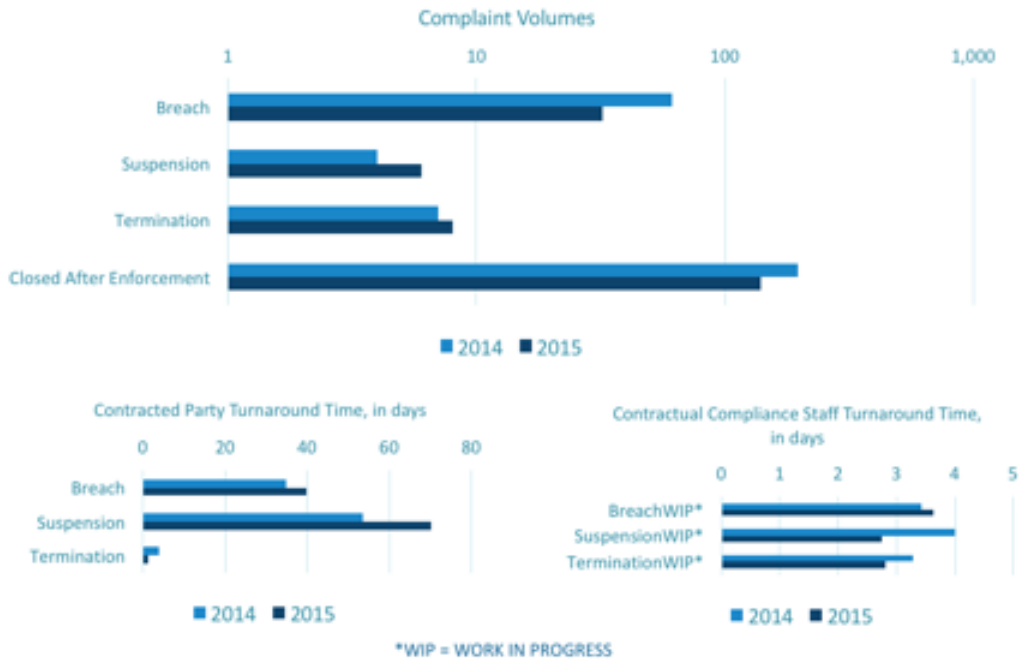 Complaint Volumes
1 10 100 1,000
Breach
Suspension
Termination
Closed After Enforcement
2014 2015
Contracted Party Turnaround Time, in days
0 20 40 60 80
Breach
Suspension
Termination
2014 2015
Contractual Compliance Staff Turnaround Time,
in days
0 1 2 3 4 5
BreachWIP*
SuspensionWIP*
TerminationWIP*
2014 2015
*WIP = WORK IN PROGRESS